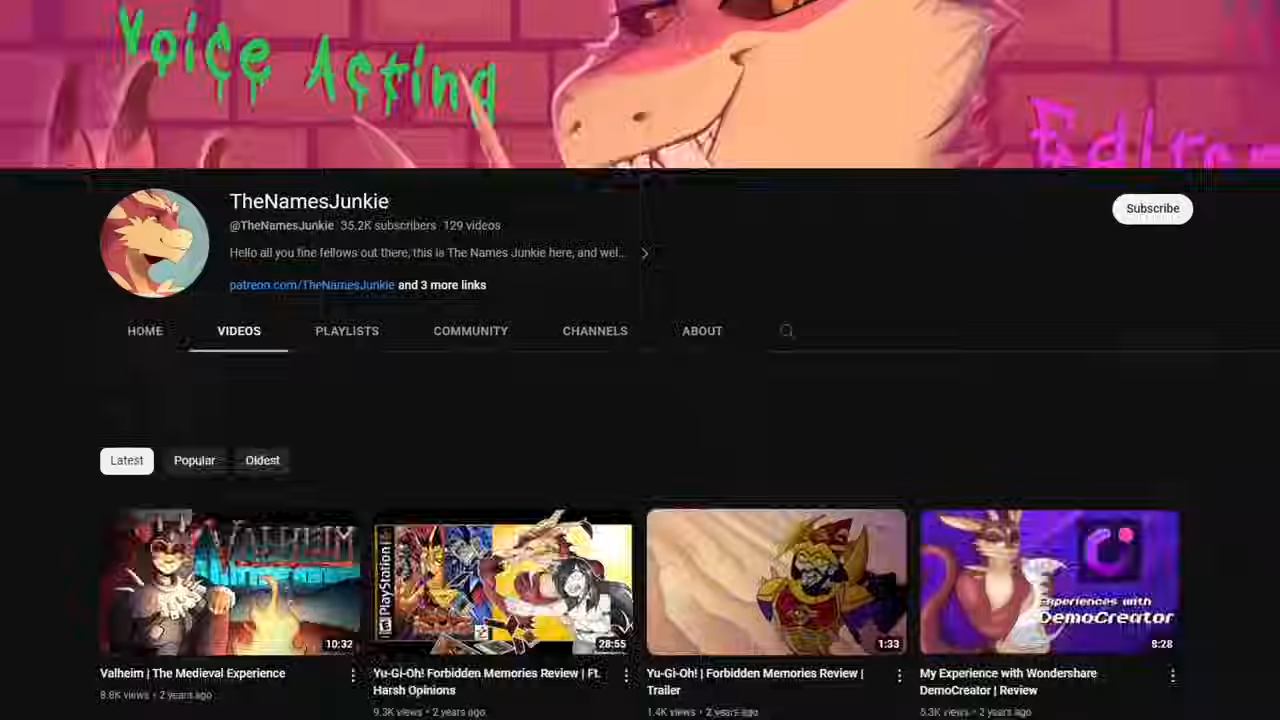 Voice Acting
TheNamesJunkie
@TheNamesJunkie 35.2K subscribers 129 videos
Hello all you fine fellows out there, this is The Names Junkie here, and wel...
patreon.com/TheNamesJunkie and 3 more links
Subscribe
HOME VIDEOS PLAYLISTS COMMUNITY CHANNELS ABOUT
Latest Popular Oldest
VALHEIM
10:32
PlayStation
28:55
1:33
Experiences with
DemoCreator
8:28
Valheim | The Medieval Experience
8.8K views • 2 years ago
Yu-Gi-Oh! Forbidden Memories Review | Ft.
Harsh Opinions
9.3K views • 2 years ago
Yu-Gi-Oh! | Forbidden Memories Review |
Trailer
1.4K views • 2 years ago
My Experience with Wondershare
DemoCreator | Review
6.3K views • 2 years ago